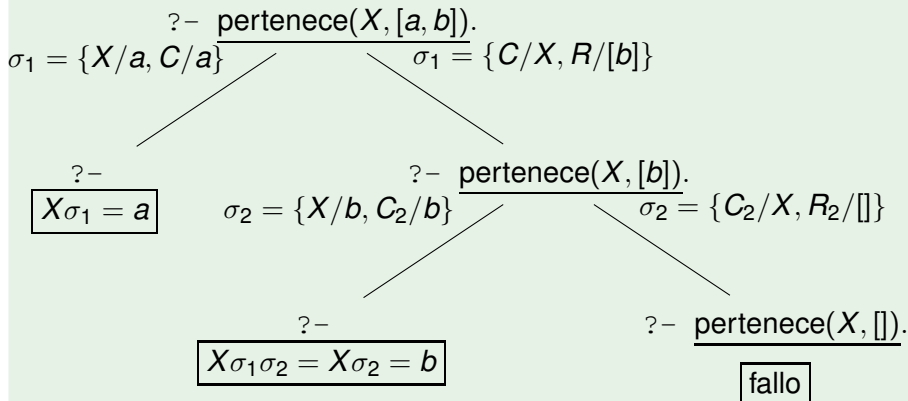 ?- pertenece(X, [a, b]).
σ₁ = {X/a, C/a} σ₁ = {C/X, R/[b]}
?- ?- pertenece(X, [b]).
Xσ₁ = a σ₂ = {X/b, C₂/b} σ₂ = {C₂/X, R₂/[]}
?- ?- pertenece(X, []).
Xσ₁σ₂ = Xσ₂ = b
fallo